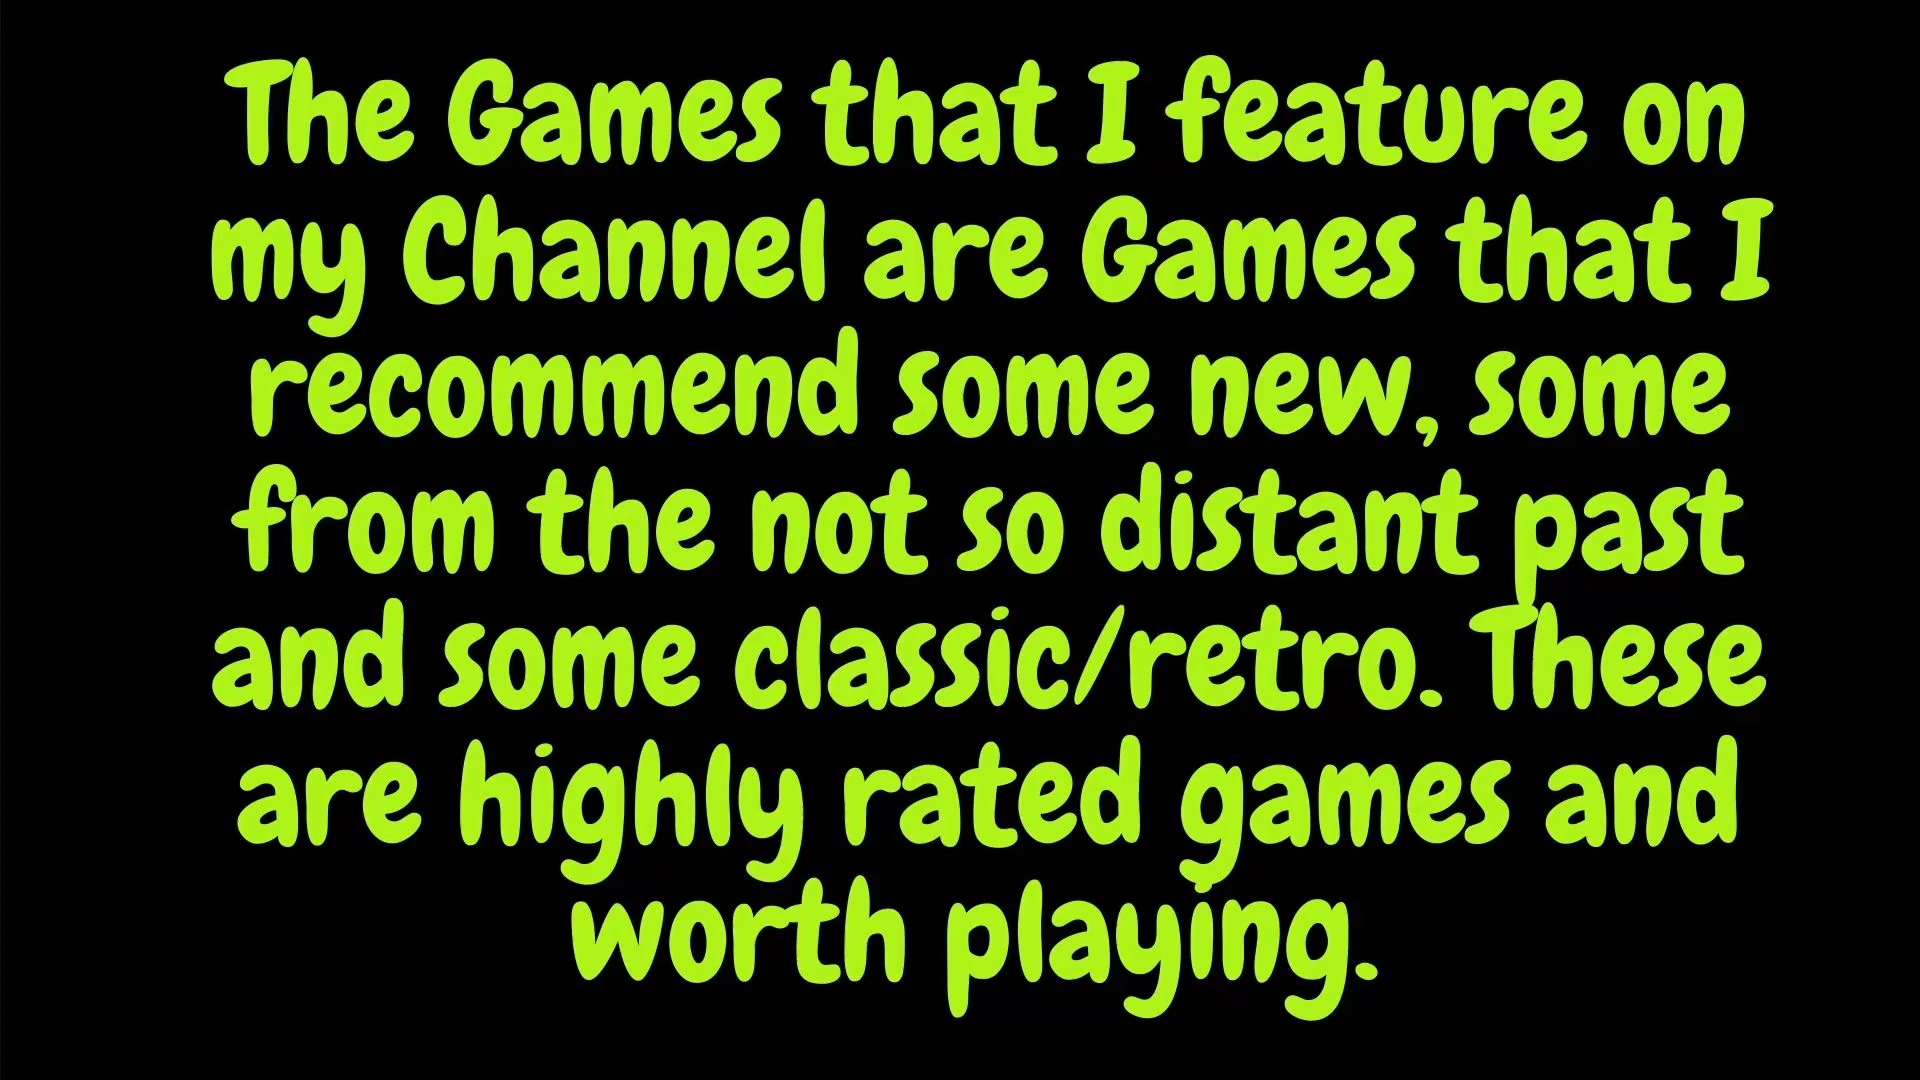 The Games that I feature on
my Channel are Games that I
recommend some new, some
from the not so distant past
and some classic/retro. These
are highly rated games and
worth playing.